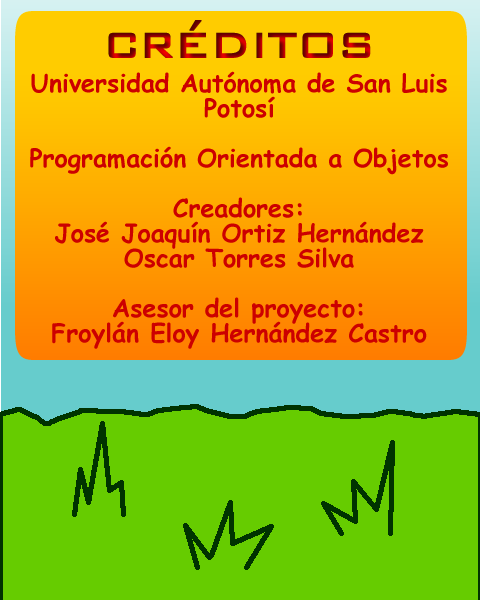 CRÉDITOS
Universidad Autónoma de San Luis
Potosí
Programación Orientada a Objetos
Creadores:
José Joaquín Ortiz Hernández
Oscar Torres Silva
Asesor del proyecto:
Froylán Eloy Hernández Castro